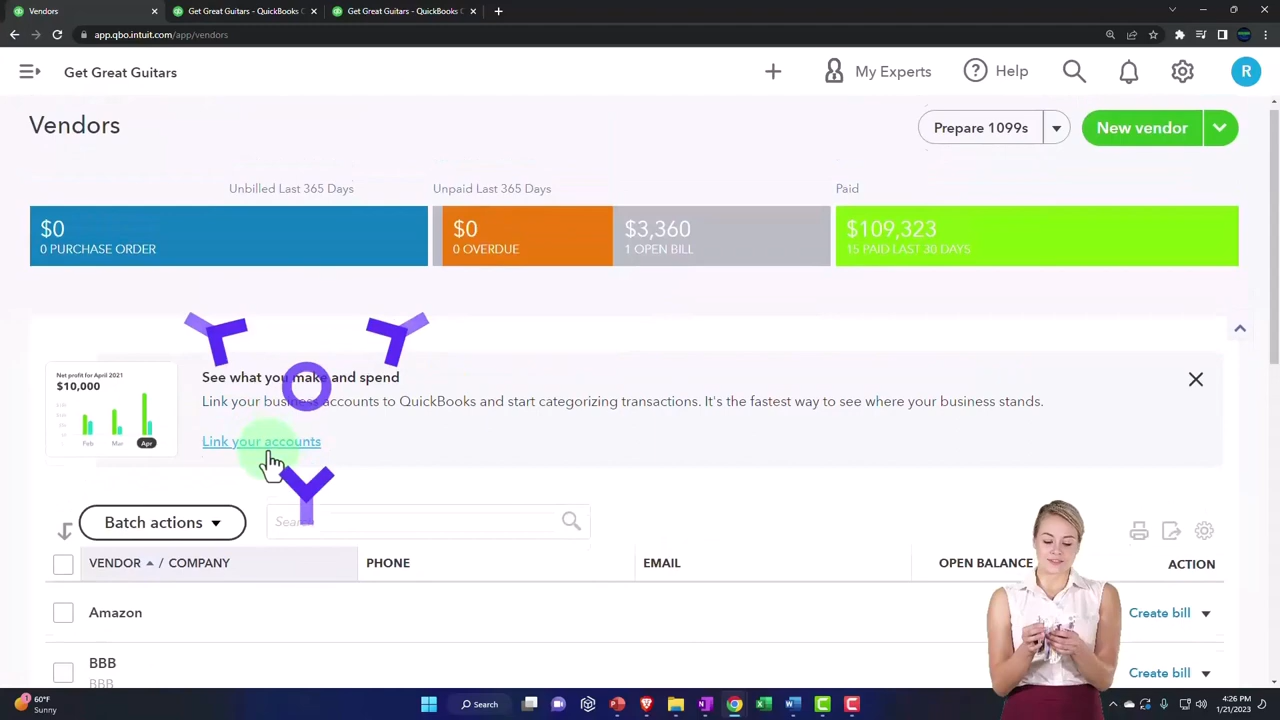 Vendors
Get Great Guitars - QuickBooks C
Get Great Guitars - QuickBooks C
app.qbo.intuit.com/app/vendors
Get Great Guitars
My Experts
Help
R
Vendors
Prepare 1099s
New vendor
Unbilled Last 365 Days
Unpaid Last 365 Days
Paid
$0
0 PURCHASE ORDER
$0
0 OVERDUE
$3,360
1 OPEN BILL
$109,323
15 PAID LAST 30 DAYS
Net profit for April 2021
$10,000
Feb
Mar
Apr
See what you make and spend
Link your business accounts to QuickBooks and start categorizing transactions. It's the fastest way to see where your business stands.
Link your accounts
Batch actions
Search
VENDOR / COMPANY
PHONE
EMAIL
OPEN BALANCE
ACTION
Amazon
Create bill
BBB
BBB
Create bill
1
60°F
Sunny
Search
4:26 PM
1/21/2023